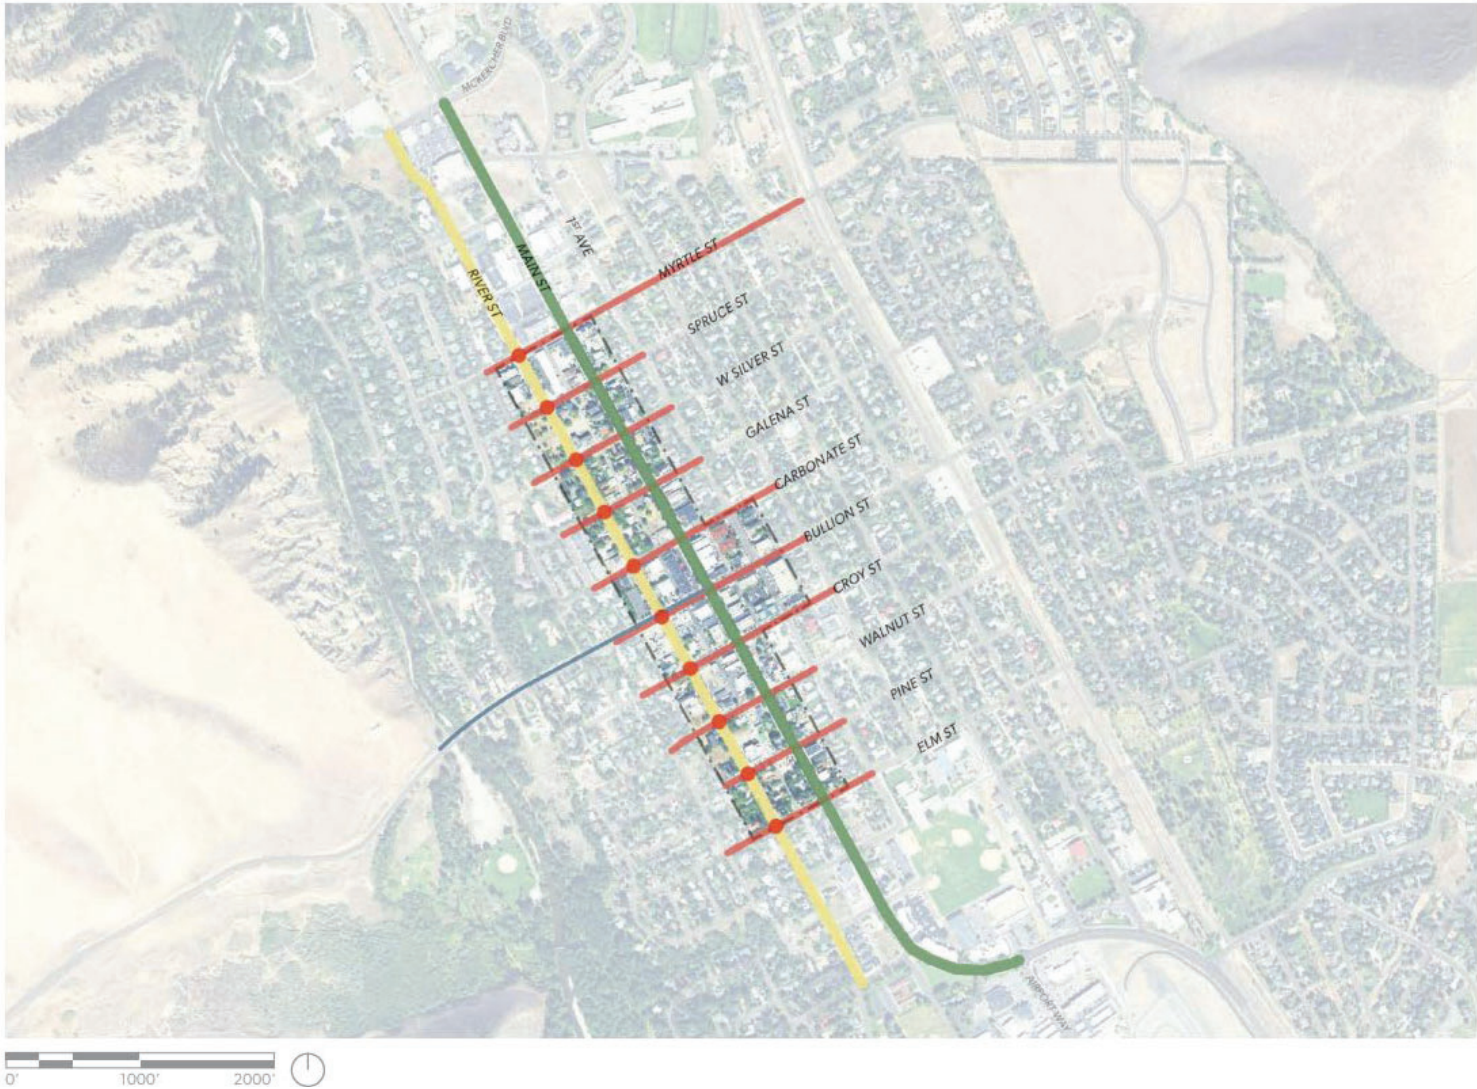 MCKERCHER BLVD
1ST AVE
MAIN ST
RIVER ST
MYRTLE ST
SPRUCE ST
W SILVER ST
GALENA ST
CARBONATE ST
BULLION ST
CROY ST
WALNUT ST
PINE ST
ELM ST
AIRPORT WAY
0' 1000' 2000'